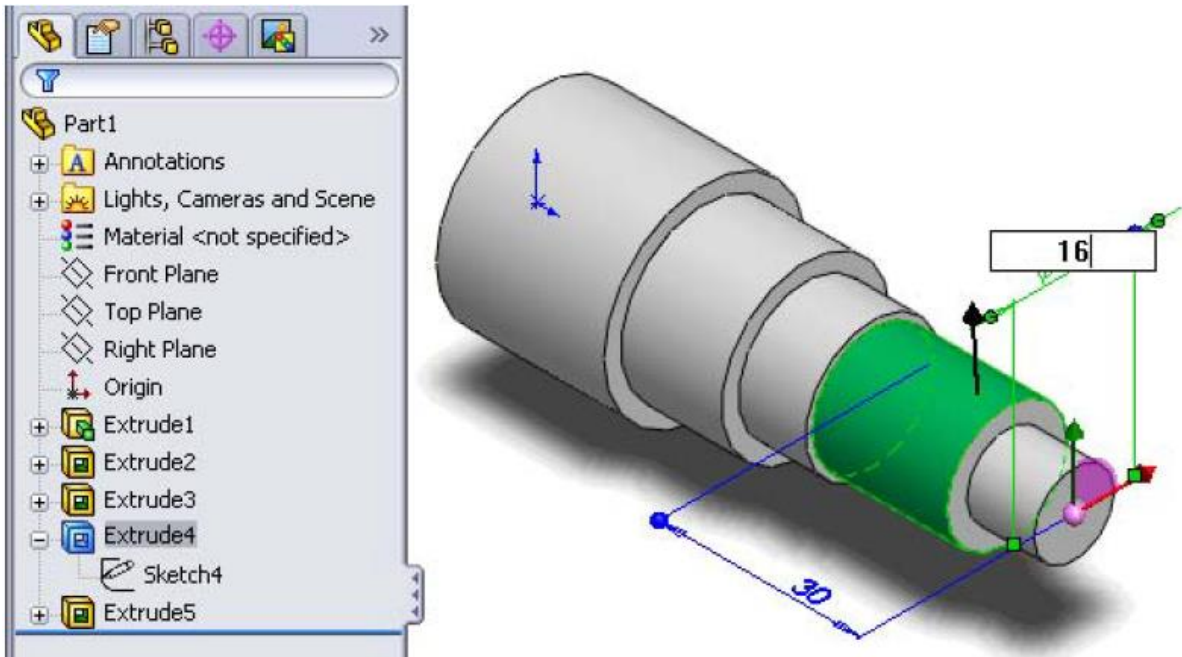 Part1
Annotations
Lights, Cameras and Scene
Material <not specified>
Front Plane
Top Plane
Right Plane
Origin
Extrude1
Extrude2
Extrude3
Extrude4
Sketch4
Extrude5
16
30